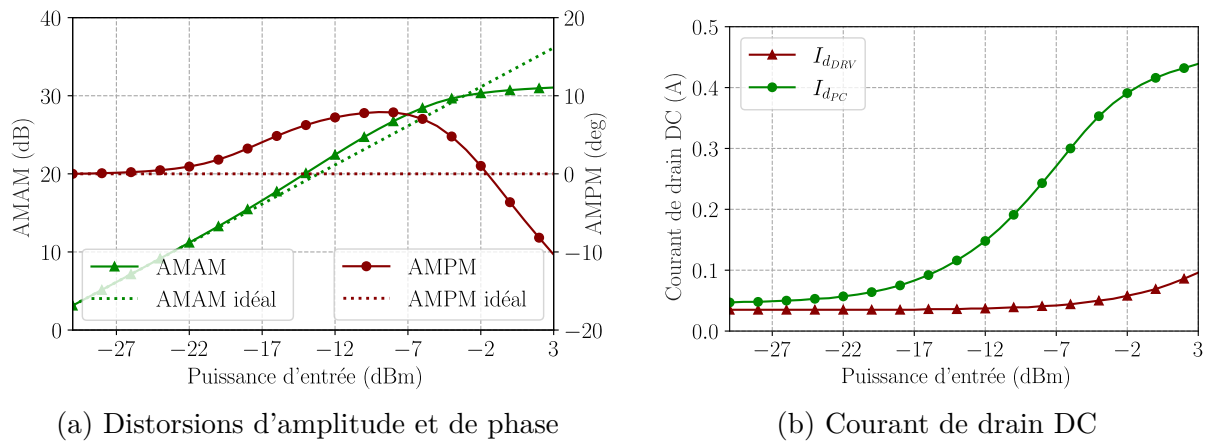 40
30
20
10
0
AMAM (dB)
20
10
0
−10
−20
AMPM (deg)
AMAM
AMAM idéal
AMPM
AMPM idéal
−27 −22 −17 −12 −7 −2 3
Puissance d'entrée (dBm)
(a) Distorsions d'amplitude et de phase
0.5
0.4
0.3
0.2
0.1
0.0
Courant de drain DC (A)
I_{d_{DRV}}
I_{d_{PC}}
−27 −22 −17 −12 −7 −2 3
Puissance d'entrée (dBm)
(b) Courant de drain DC